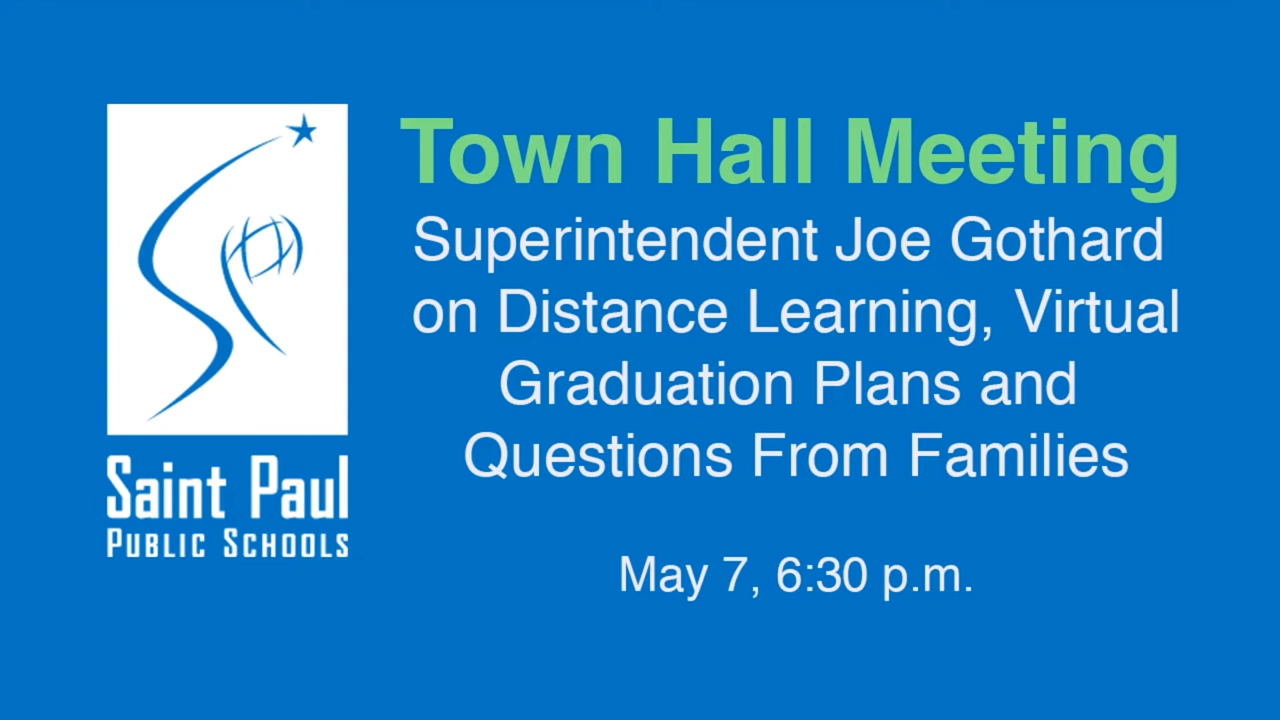 Town Hall Meeting
Superintendent Joe Gothard
on Distance Learning, Virtual
Graduation Plans and
Questions From Families
May 7, 6:30 p.m.
Saint Paul
PUBLIC SCHOOLS